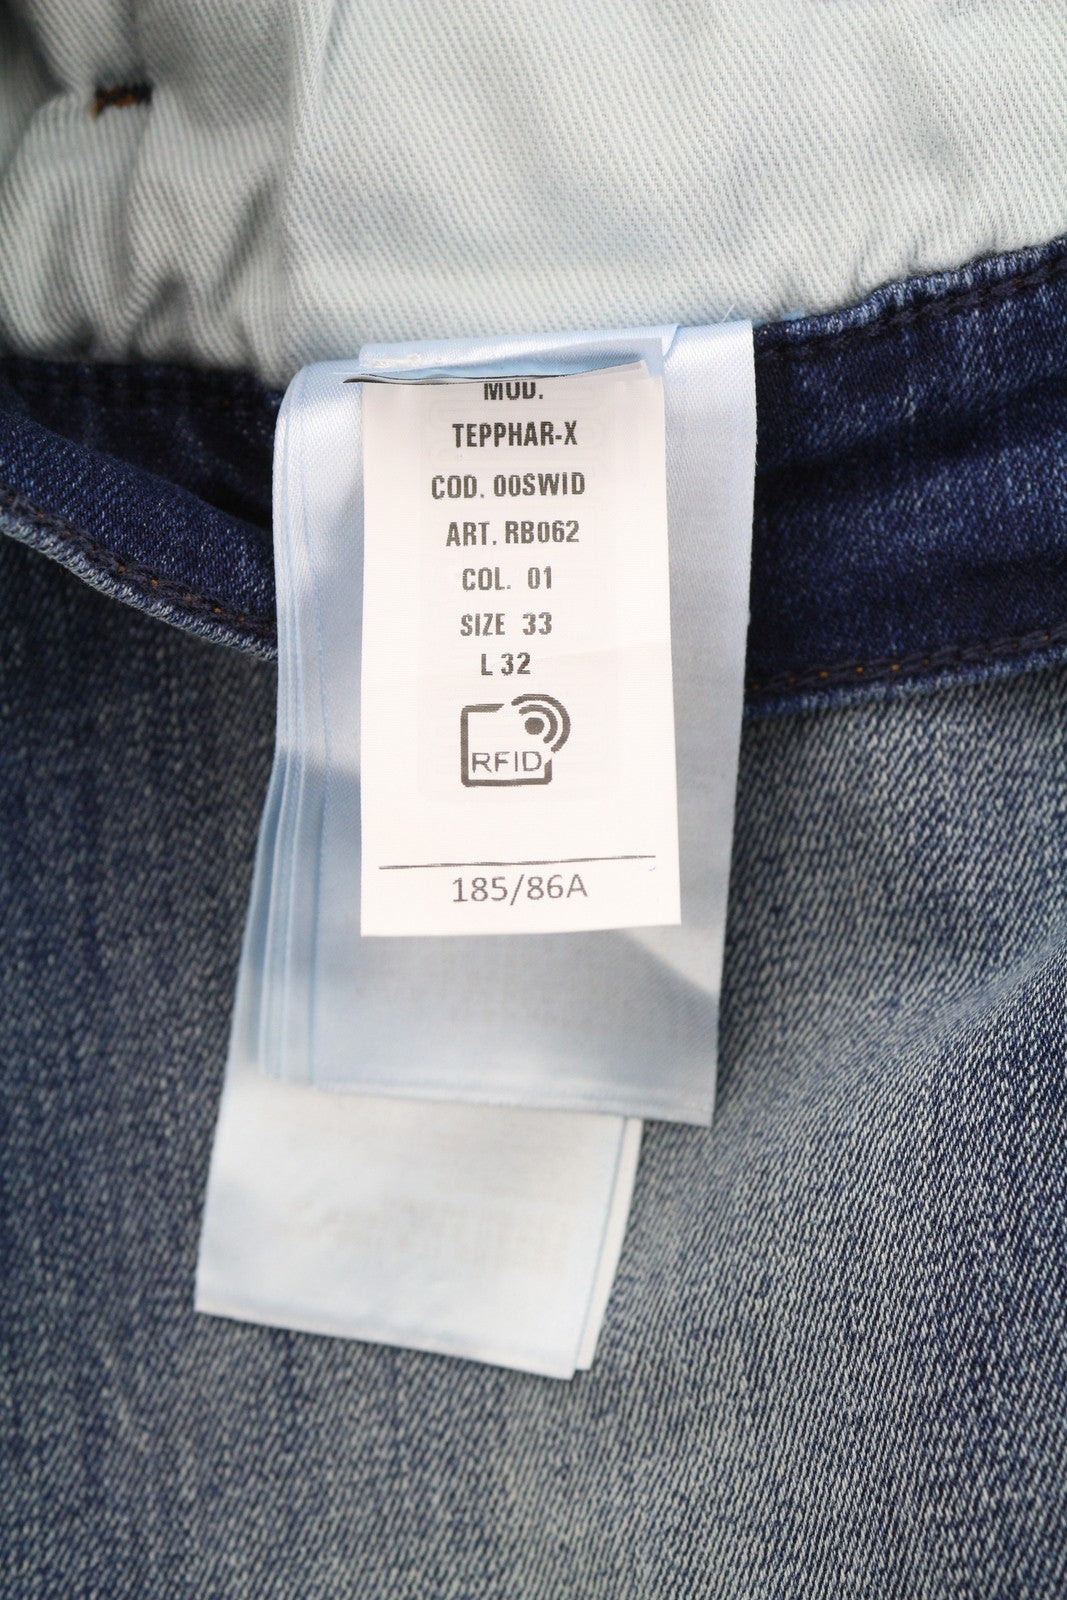 MOD.
TEPPHAR-X
COD. 00SWID
ART. RB062
COL. 01
SIZE 33
L 32
RFID
185/86A